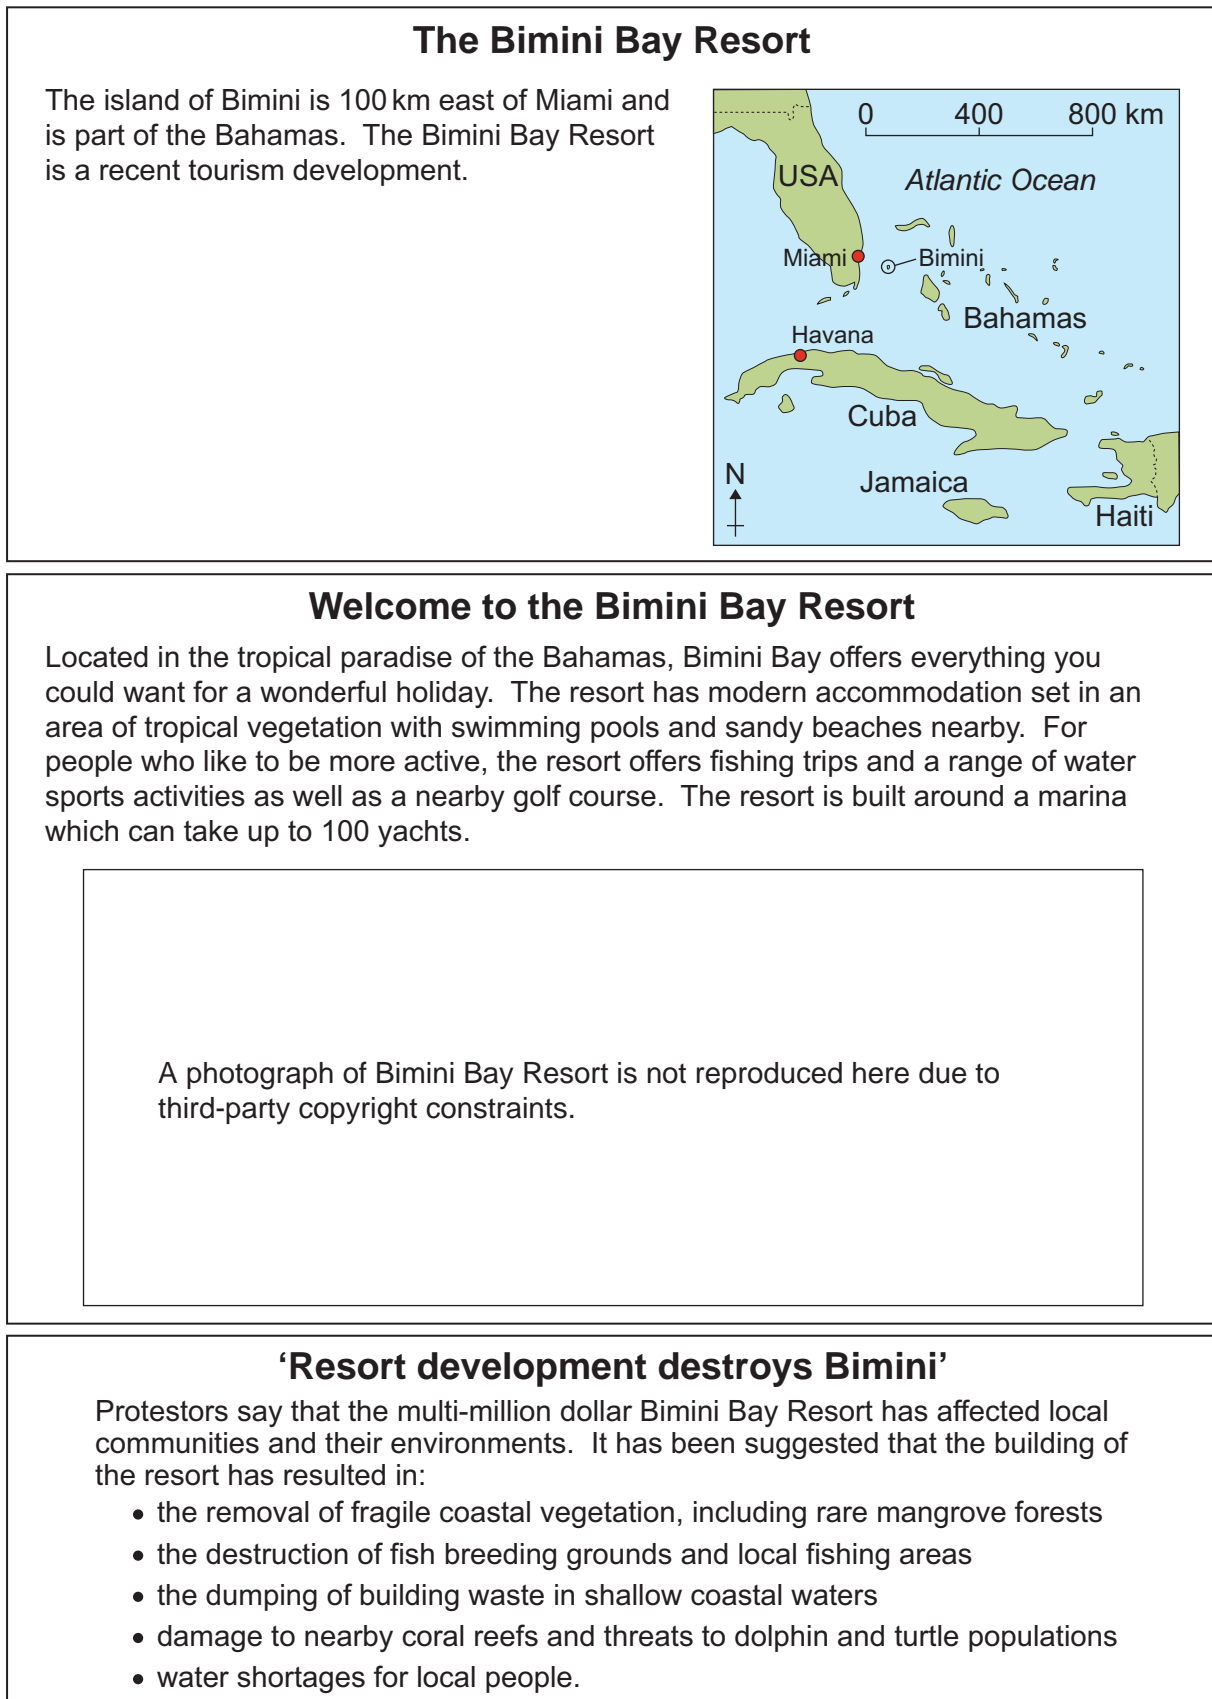 The Bimini Bay Resort
The island of Bimini is 100 km east of Miami and
is part of the Bahamas. The Bimini Bay Resort
is a recent tourism development.
0 400 800 km
USA
Atlantic Ocean
Miami
Bimini
Bahamas
Havana
Cuba
N
Jamaica
Haiti
Welcome to the Bimini Bay Resort
Located in the tropical paradise of the Bahamas, Bimini Bay offers everything you
could want for a wonderful holiday. The resort has modern accommodation set in an
area of tropical vegetation with swimming pools and sandy beaches nearby. For
people who like to be more active, the resort offers fishing trips and a range of water
sports activities as well as a nearby golf course. The resort is built around a marina
which can take up to 100 yachts.
A photograph of Bimini Bay Resort is not reproduced here due to
third-party copyright constraints.
‘Resort development destroys Bimini’
Protestors say that the multi-million dollar Bimini Bay Resort has affected local
communities and their environments. It has been suggested that the building of
the resort has resulted in:
• the removal of fragile coastal vegetation, including rare mangrove forests
• the destruction of fish breeding grounds and local fishing areas
• the dumping of building waste in shallow coastal waters
• damage to nearby coral reefs and threats to dolphin and turtle populations
• water shortages for local people.